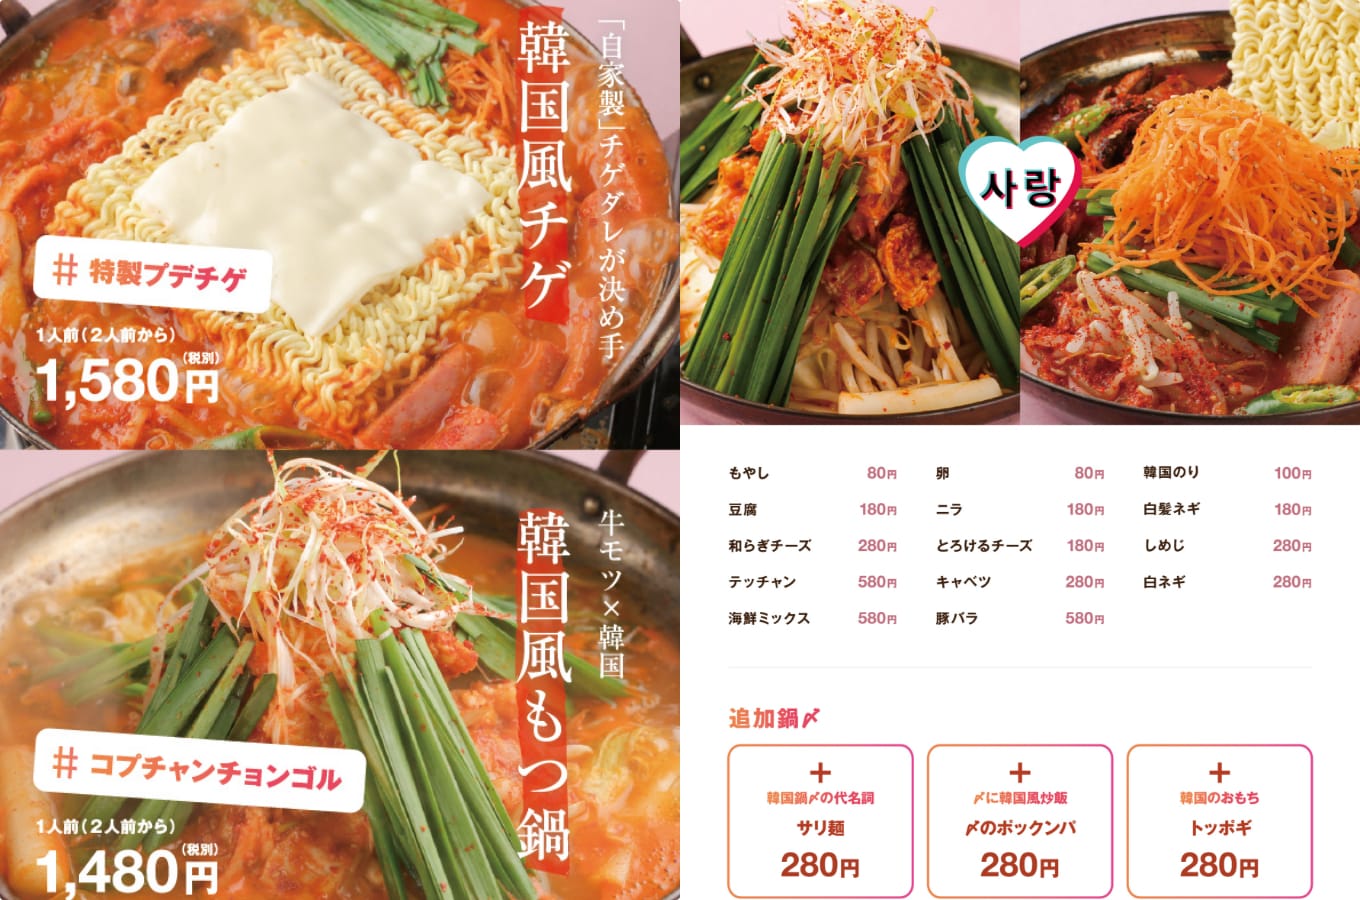 「自家製」チゲダレが決め手
韓国風チゲ
# 特製プデチゲ
1人前（2人前から）
1,580円（税別）
牛モツ×韓国
韓国風もつ鍋
# コプチャンチョンゴル
1人前（2人前から）
1,480円（税別）
사랑
もやし 80円
豆腐 180円
和らぎチーズ 280円
テッチャン 580円
海鮮ミックス 580円
卵 80円
ニラ 180円
とろけるチーズ 180円
キャベツ 280円
豚バラ 580円
韓国のり 100円
白髪ネギ 180円
しめじ 280円
白ネギ 280円
追加鍋〆
+
韓国鍋〆の代名詞
サリ麺
280円
+
〆に韓国風炒飯
〆のポックンパ
280円
+
韓国のおもち
トッポギ
280円